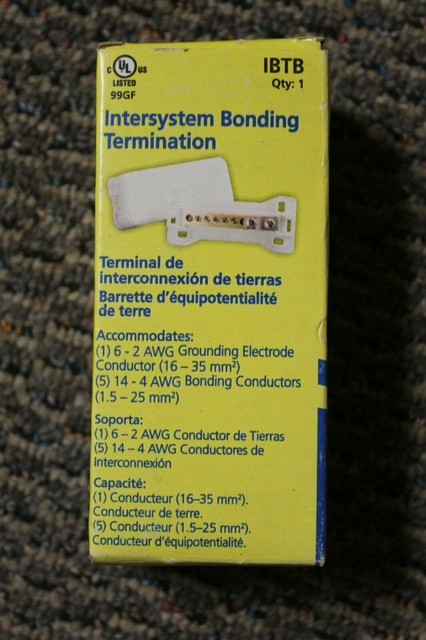 c UL US
LISTED
99GF
IBTB
Qty: 1
Intersystem Bonding
Termination
Terminal de
interconnexión de tierras
Barrette d'équipotentialité
de terre
Accommodates:
(1) 6 - 2 AWG Grounding Electrode
Conductor (16 – 35 mm²)
(5) 14 - 4 AWG Bonding Conductors
(1.5 – 25 mm²)
Soporta:
(1) 6 – 2 AWG Conductor de Tierras
(5) 14 – 4 AWG Conductores de
Interconnexión
Capacité:
(1) Conducteur (16–35 mm²).
Conducteur de terre.
(5) Conducteur (1.5–25 mm²).
Conducteur d'équipotentialité.